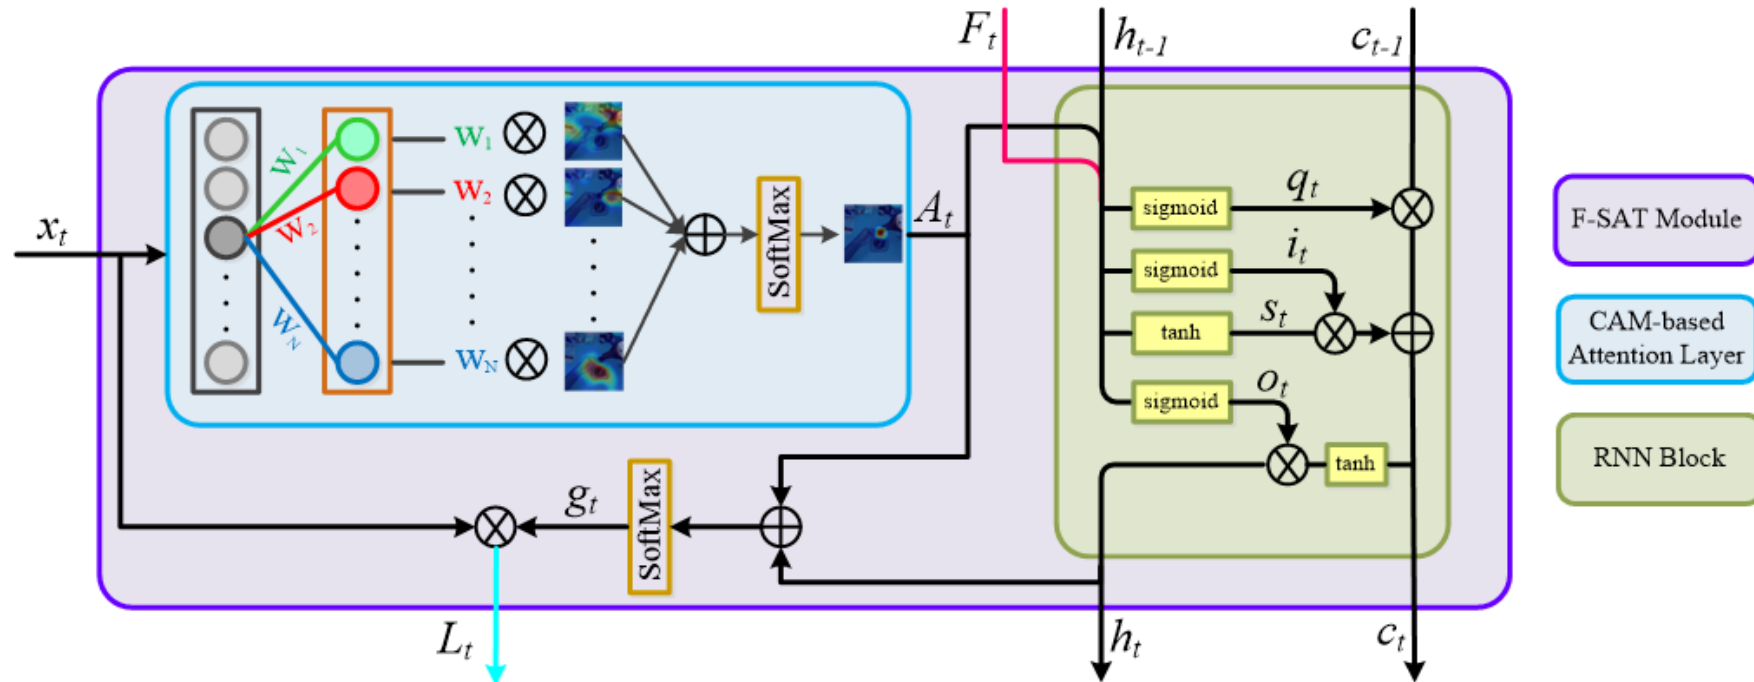 F_t
h_{t-1}
c_{t-1}
x_t
W_1
W_2
W_N
W_1
W_2
W_N
SoftMax
A_t
sigmoid
q_t
sigmoid
i_t
tanh
s_t
sigmoid
o_t
tanh
g_t
SoftMax
L_t
h_t
c_t
F-SAT Module
CAM-based
Attention Layer
RNN Block